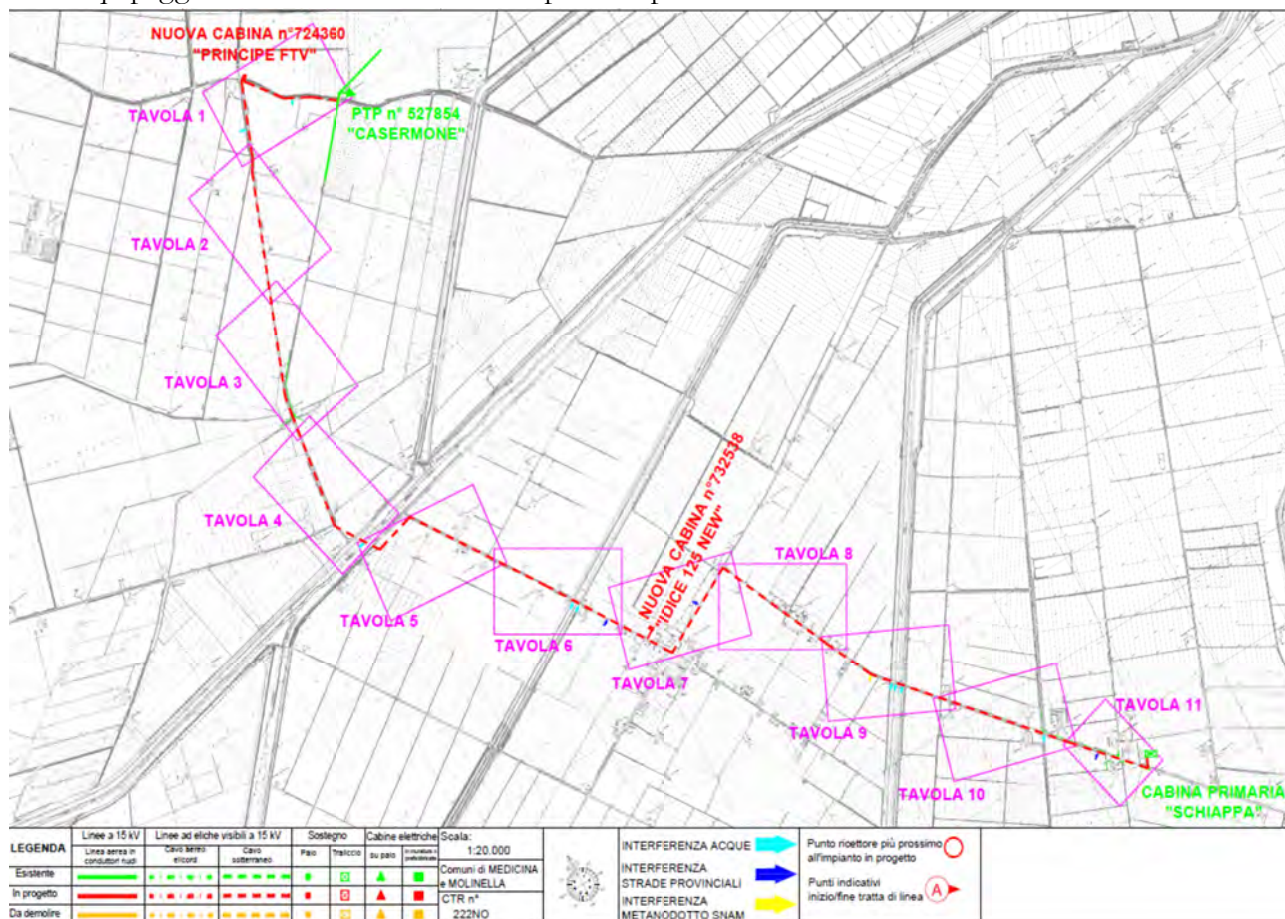 NUOVA CABINA n°724360
"PRINCIPE FTV"
TAVOLA 1
PTP n° 527854
"CASERMONE"
TAVOLA 2
TAVOLA 3
TAVOLA 4
TAVOLA 5
TAVOLA 6
NUOVA CABINA n°732538
"IDICE 125 NEW"
TAVOLA 7
TAVOLA 8
TAVOLA 9
TAVOLA 10
TAVOLA 11
CABINA PRIMARIA
"SCHIAPPA"
LEGENDA
Linee a 15 kV
Linea aerea in
conduttori nudi
Linee ad eliche visibili a 15 kV
Cavo aereo
elicord
Cavo
sotterraneo
Sostegno
Palo
Traliccio
Cabine elettriche
su palo
in muratura o
prefabbricata
Esistente
In progetto
Da demolire
Scala:
1:20.000
Comuni di MEDICINA
e MOLINELLA
CTR n°
222NO
INTERFERENZA ACQUE
INTERFERENZA
STRADE PROVINCIALI
INTERFERENZA
METANODOTTO SNAM
Punto ricettore più prossimo
all'impianto in progetto
Punti indicativi
inizio/fine tratta di linea
A